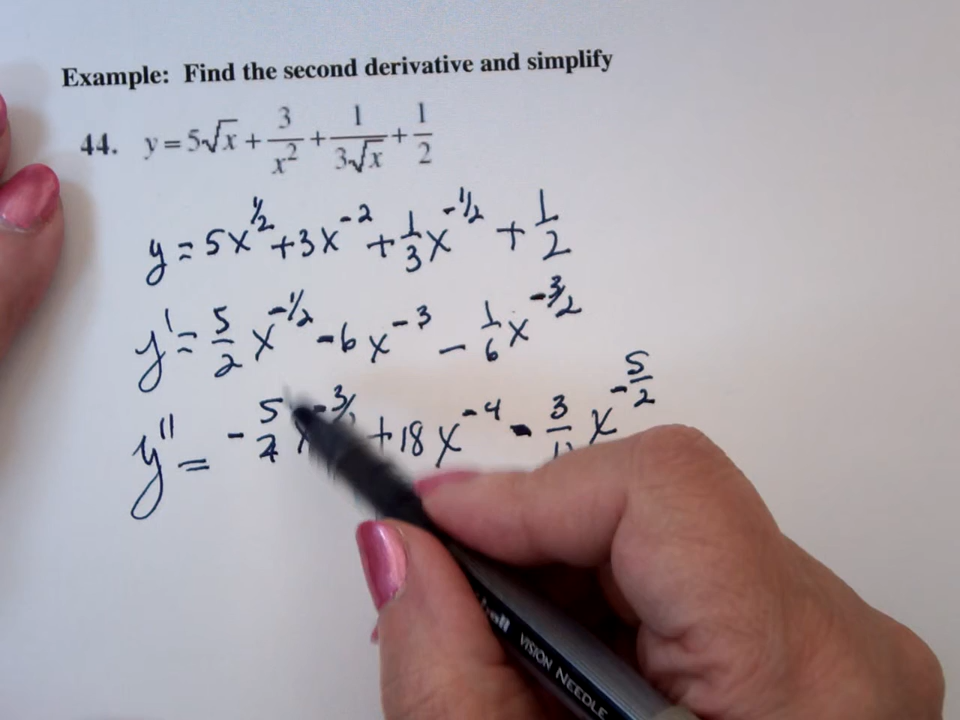 Example: Find the second derivative and simplify
44. y = 5√x + 3/x² + 1/(3√x) + 1/2
y = 5x^1/2 + 3x^-2 + 1/3 x^-1/2 + 1/2
y' = 5/2 x^-1/2 - 6x^-3 - 1/6 x^-3/2
y'' = - 5/4 x^-3/ + 18x^-4 - 3/1 x^-5/2
VISION NEEDLE